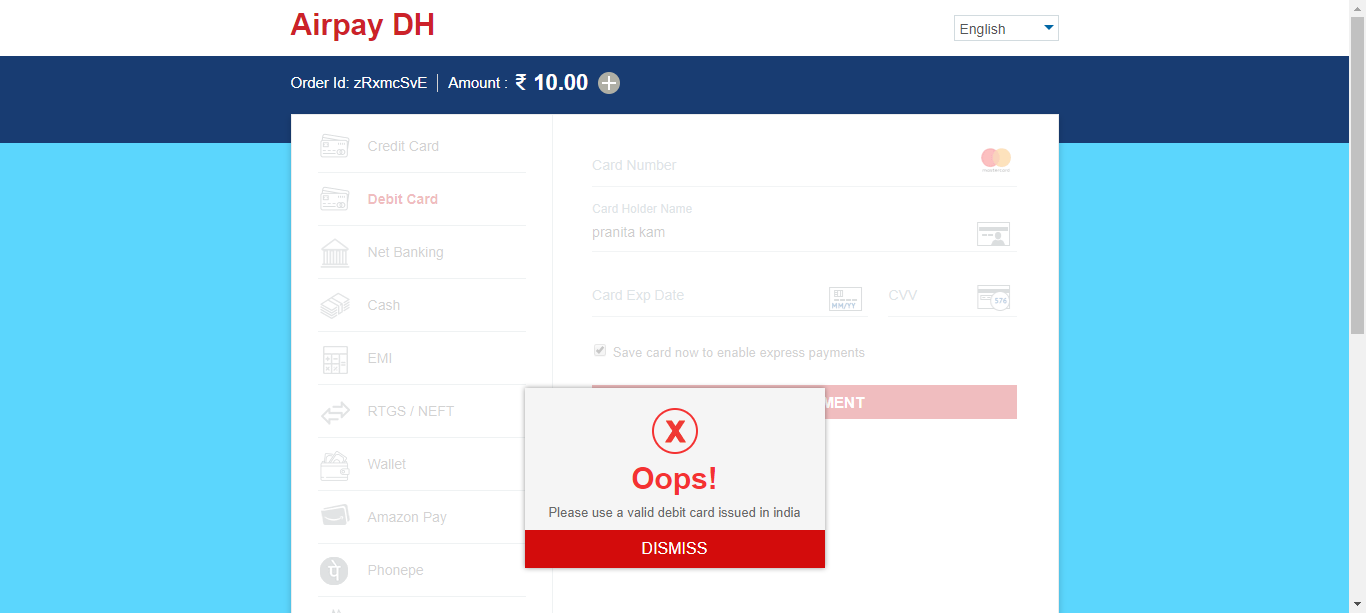 Airpay DH
English
Order Id: zRxmcSvE | Amount : ₹ 10.00
Credit Card
Debit Card
Net Banking
Cash
EMI
RTGS / NEFT
Wallet
Amazon Pay
Phonepe
Card Number
Card Holder Name
pranita kam
Card Exp Date
MM/YY
CVV
576
Save card now to enable express payments
MENT
X
Oops!
Please use a valid debit card issued in india
DISMISS